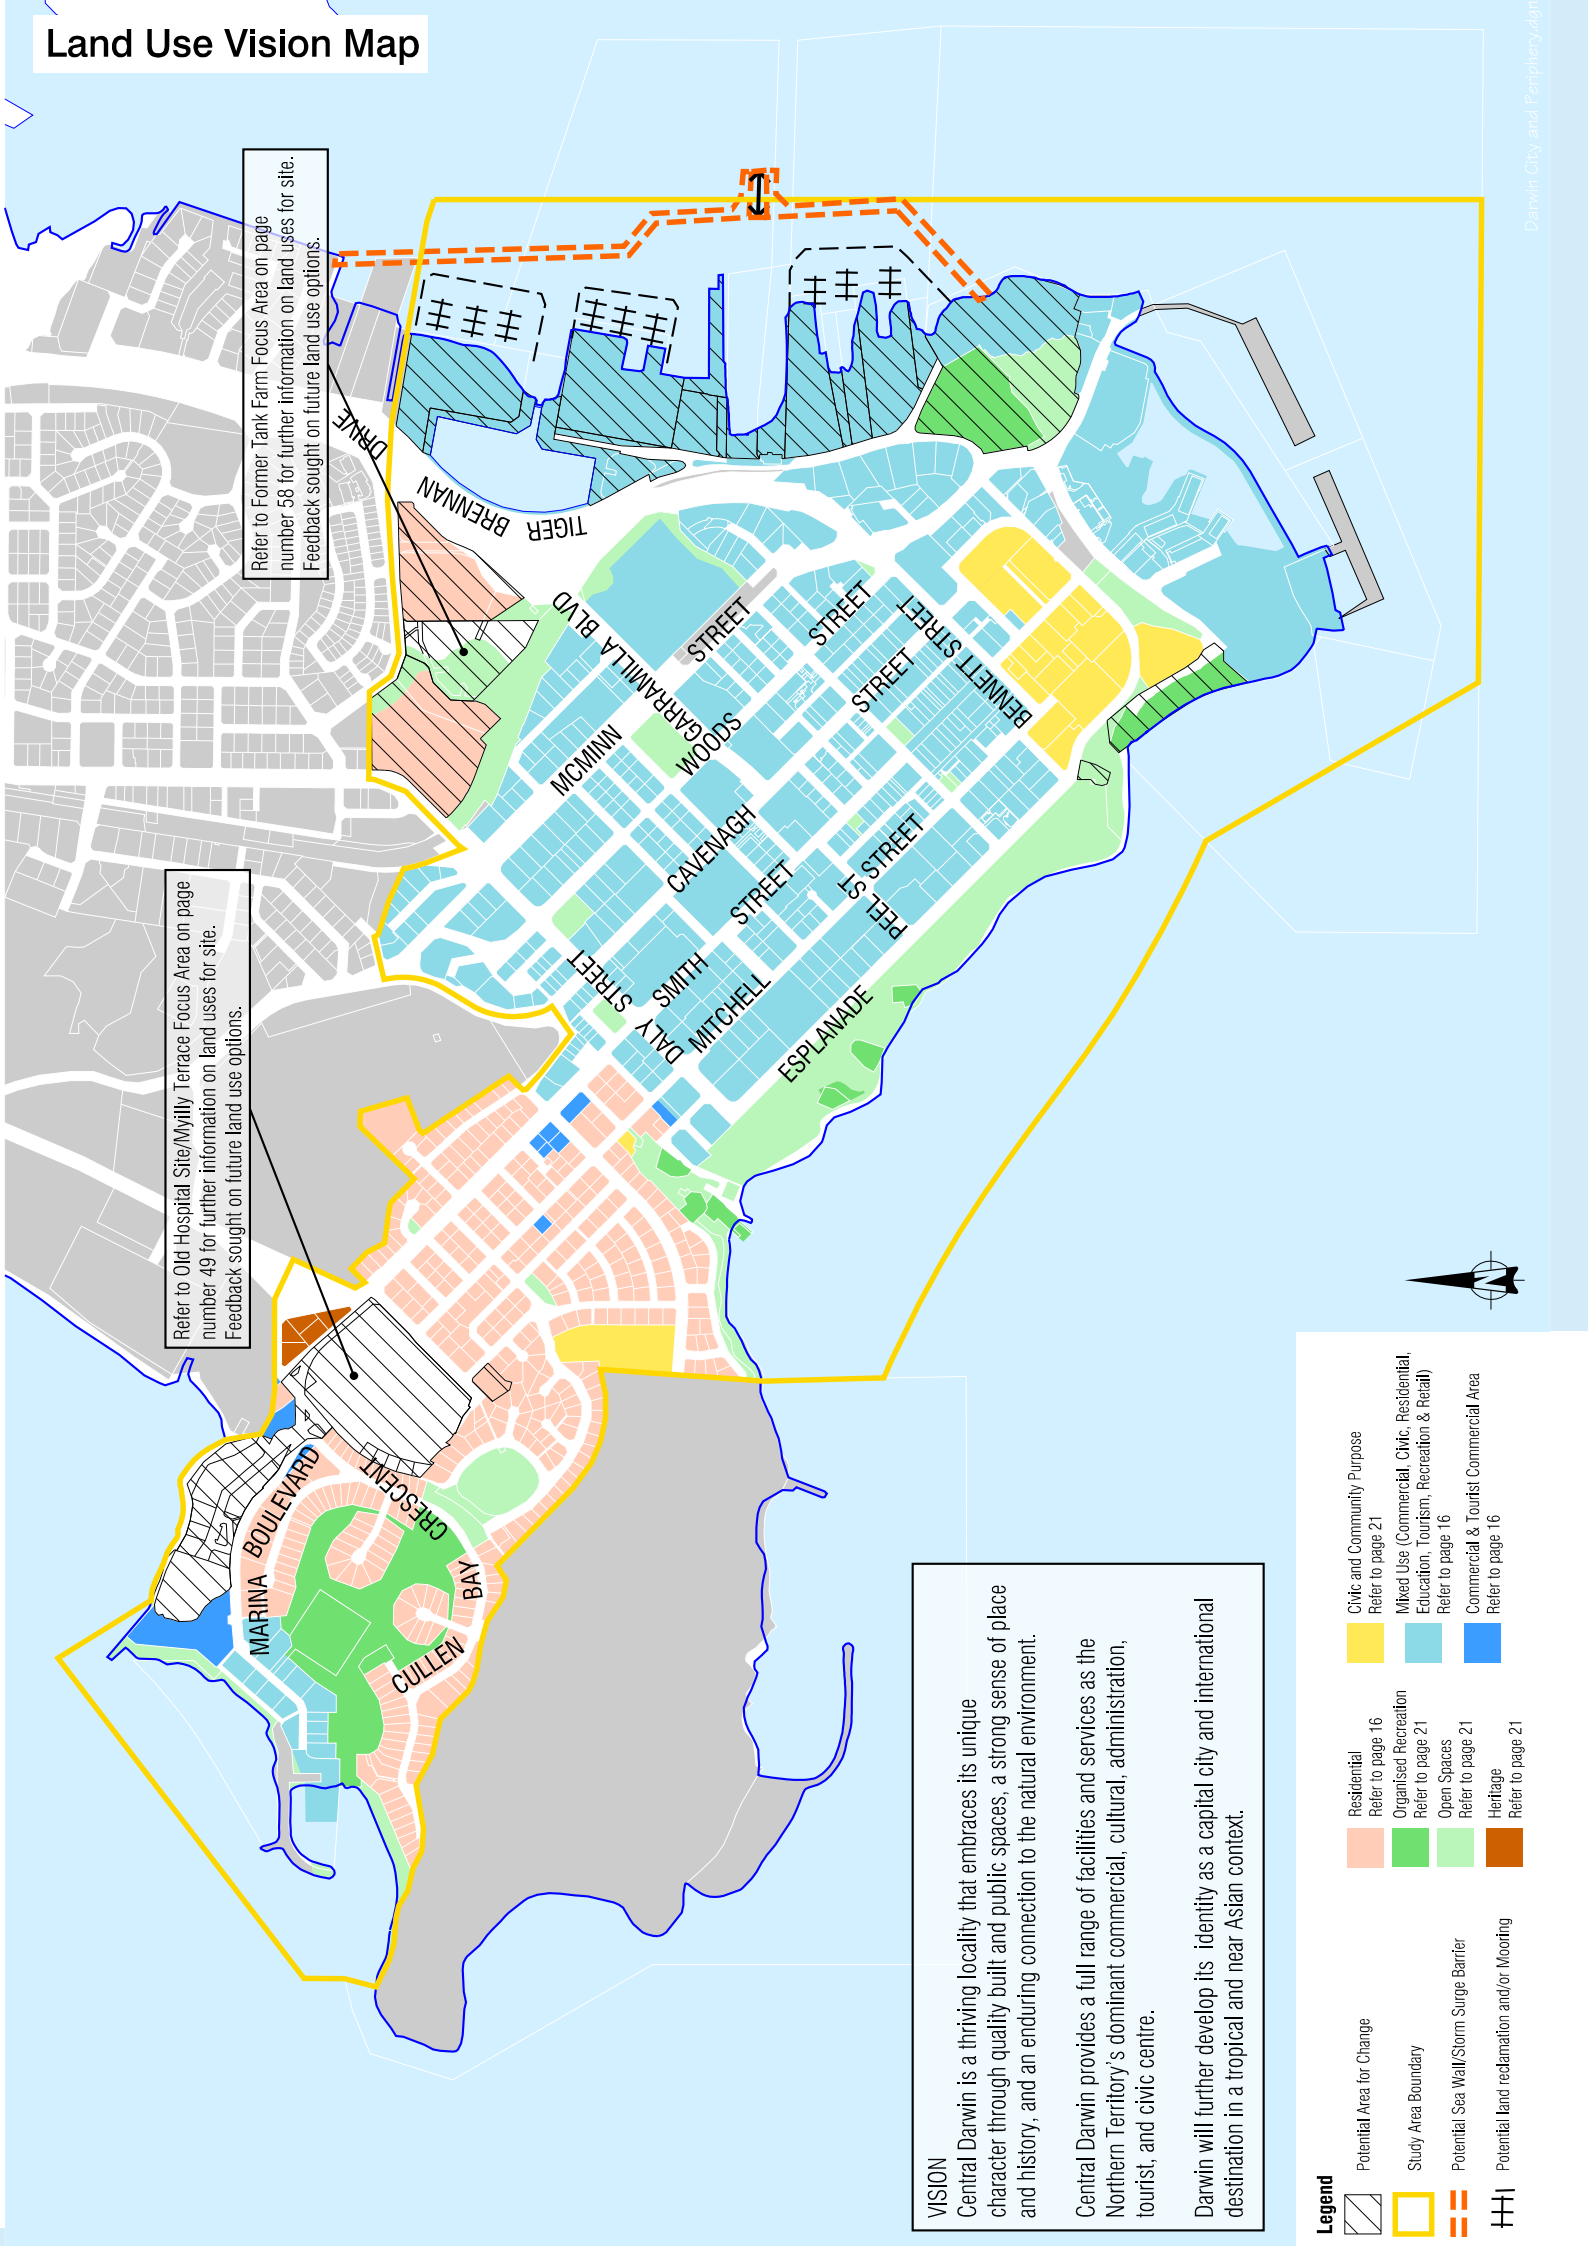 Land Use Vision Map
Darwin City and Periphery.dgn
Refer to Former Tank Farm Focus Area on page
number 58 for further information on land uses for site.
Feedback sought on future land use options.
Refer to Old Hospital Site/Myilly Terrace Focus Area on page
number 49 for further information on land uses for site.
Feedback sought on future land use options.
DRIVE
BRENNAN
TIGER
GARRAMILLA BLVD
STREET
STREET
STREET
BENNETT STREET
MCMINN
WOODS
CAVENAGH
STREET
STREET
PEEL ST
STREET
DALY
SMITH
MITCHELL
ESPLANADE
MARINA
BOULEVARD
CRESCENT
BAY
CULLEN
VISION
Central Darwin is a thriving locality that embraces its unique
character through quality built and public spaces, a strong sense of place
and history, and an enduring connection to the natural environment.
Central Darwin provides a full range of facilities and services as the
Northern Territory's dominant commercial, cultural, administration,
tourist, and civic centre.
Darwin will further develop its identity as a capital city and international
destination in a tropical and near Asian context.
Legend
Potential Area for Change
Study Area Boundary
Potential Sea Wall/Storm Surge Barrier
Potential land reclamation and/or Mooring
Residential
Refer to page 16
Organised Recreation
Refer to page 21
Open Spaces
Refer to page 21
Heritage
Refer to page 21
Civic and Community Purpose
Refer to page 21
Mixed Use (Commercial, Civic, Residential,
Education, Tourism, Recreation & Retail)
Refer to page 16
Commercial & Tourist Commercial Area
Refer to page 16